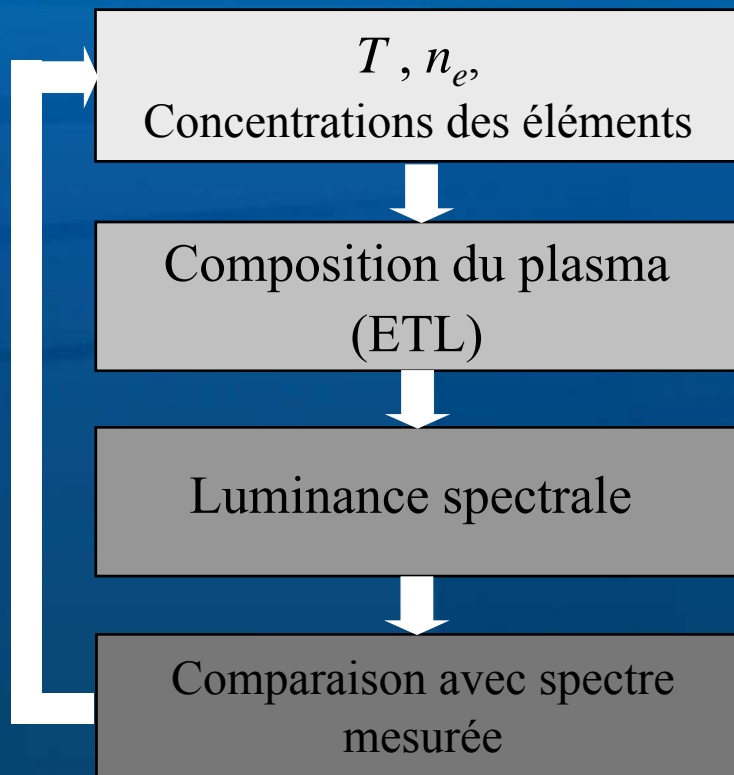 T , nₑ,
Concentrations des éléments
Composition du plasma
(ETL)
Luminance spectrale
Comparaison avec spectre
mesurée